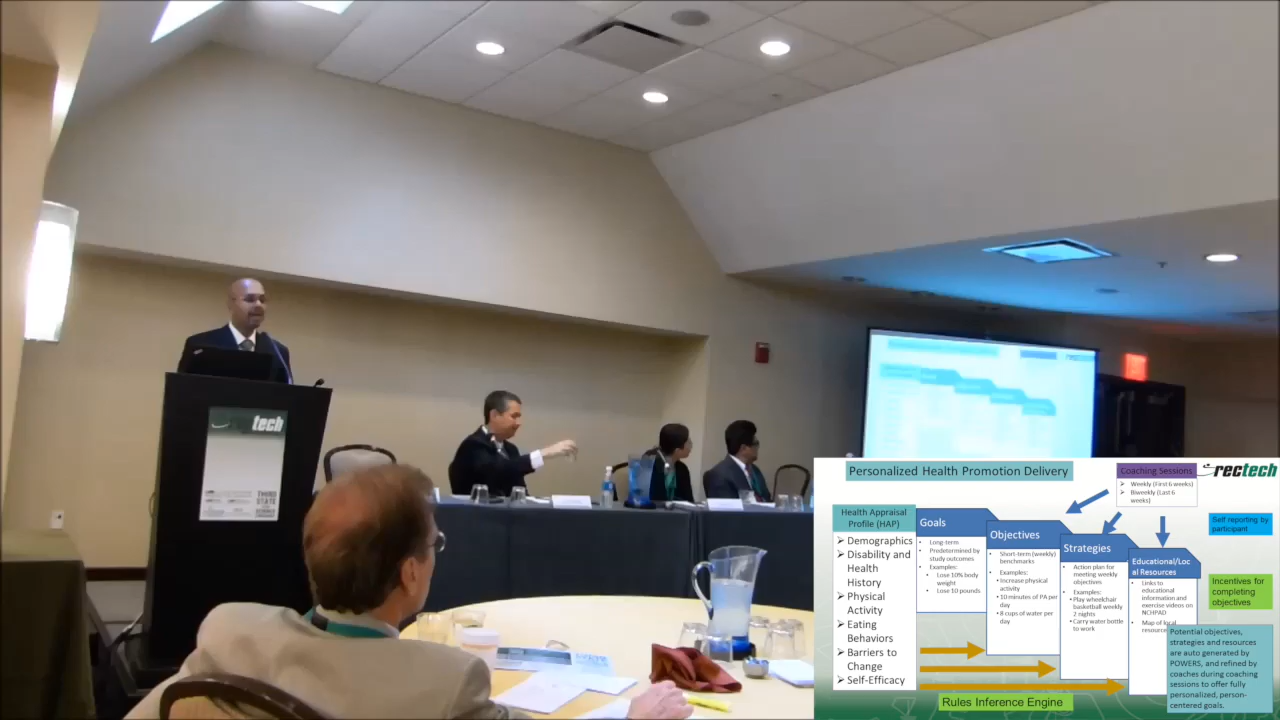 tech
THIRD
STATE
SCIENCE
Personalized Health Promotion Delivery
Coaching Sessions
➢ Weekly (First 6 weeks)
➢ Biweekly (Last 6
weeks)
rectech
Self reporting by
participant
Health Appraisal
Profile (HAP)
➢ Demographics
➢ Disability and
Health
History
➢ Physical
Activity
➢ Eating
Behaviors
➢ Barriers to
Change
➢ Self-Efficacy
Goals
• Long-term
• Predetermined by
study outcomes
• Examples:
• Lose 10% body
weight
• Lose 10 pounds
Objectives
• Short-term (weekly)
benchmarks
• Examples:
• Increase physical
activity
• 10 minutes of PA per
day
• 8 cups of water per
day
Strategies
• Action plan for
meeting weekly
objectives
• Examples:
• Play wheelchair
basketball weekly
2 nights
• Carry water bottle
to work
Educational/Loc
al Resources
• Links to
educational
information and
exercise videos on
NCHPAD
• Map of local
resource
Incentives for
completing
objectives
Potential objectives,
strategies and resources
are auto generated by
POWERS, and refined by
coaches during coaching
sessions to offer fully
personalized, person-
centered goals.
Rules Inference Engine